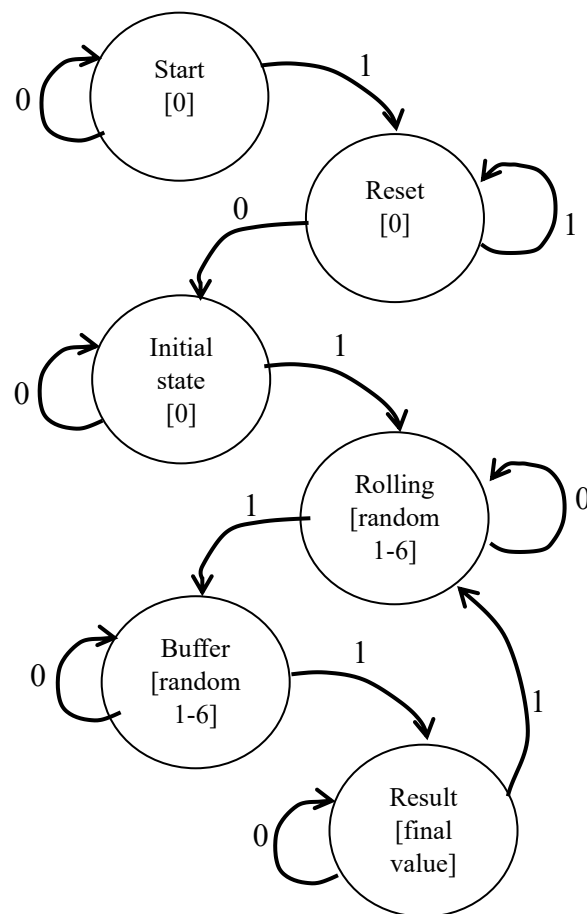 Start
[0]
0
1
Reset
[0]
1
0
Initial
state
[0]
0
1
Rolling
[random
1-6]
0
1
Buffer
[random
1-6]
0
1
1
Result
[final
value]
0